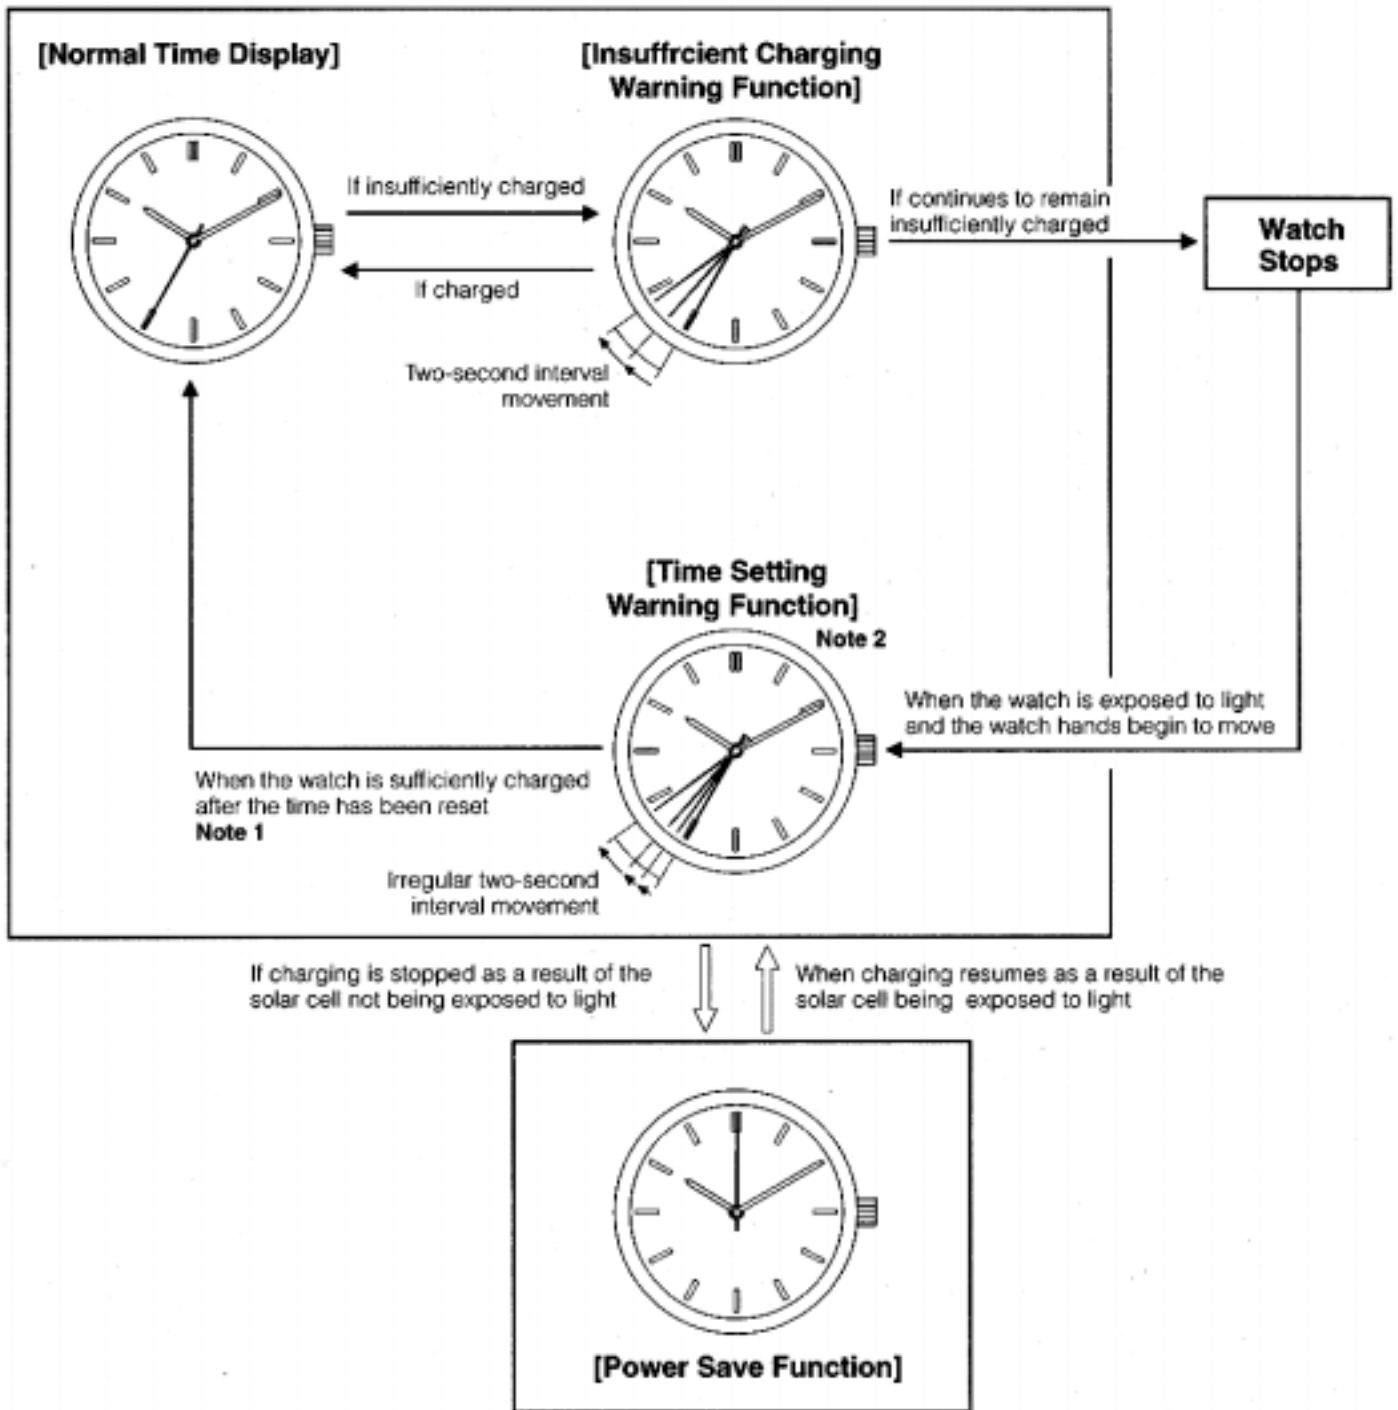 [Normal Time Display]
[Insuffrcient Charging
Warning Function]
If insufficiently charged
If charged
If continues to remain
insufficiently charged
Watch
Stops
Two-second interval
movement
[Time Setting
Warning Function]
Note 2
When the watch is exposed to light
and the watch hands begin to move
When the watch is sufficiently charged
after the time has been reset
Note 1
Irregular two-second
interval movement
If charging is stopped as a result of the
solar cell not being exposed to light
When charging resumes as a result of the
solar cell being exposed to light
[Power Save Function]